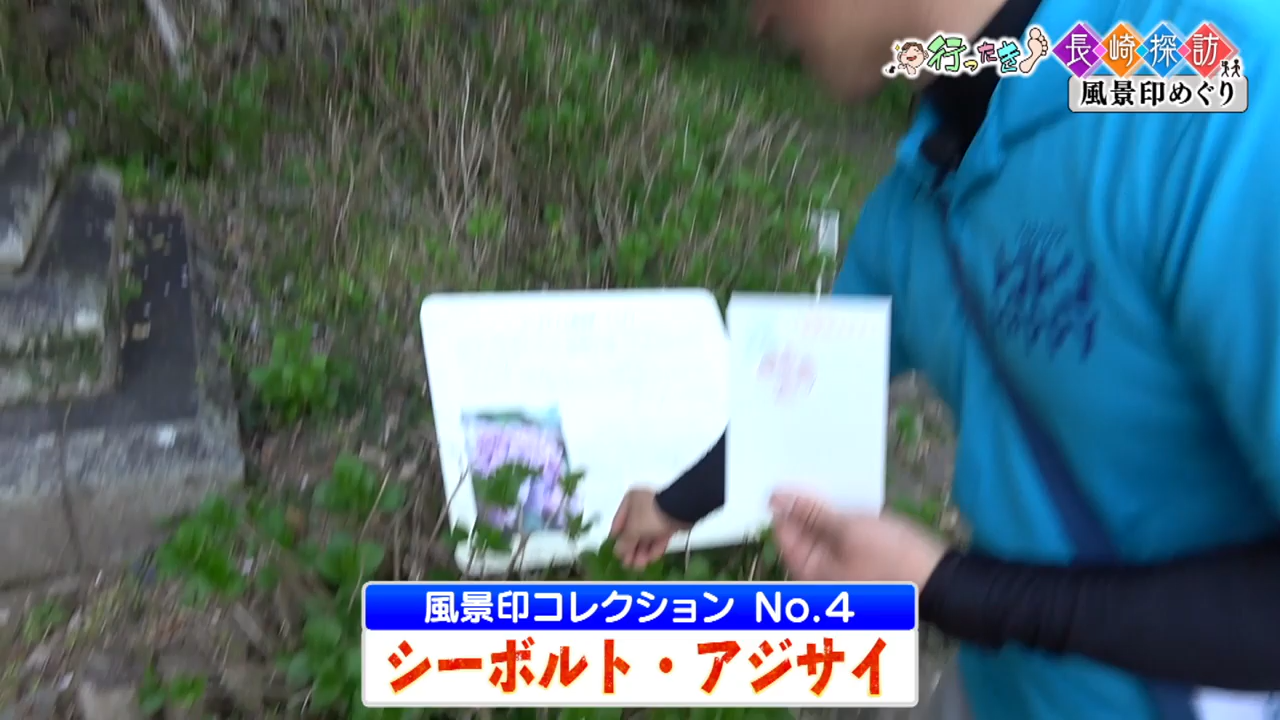 行ったき
長崎探訪
風景印めぐり
風景印コレクション No.4
シーボルト・アジサイ